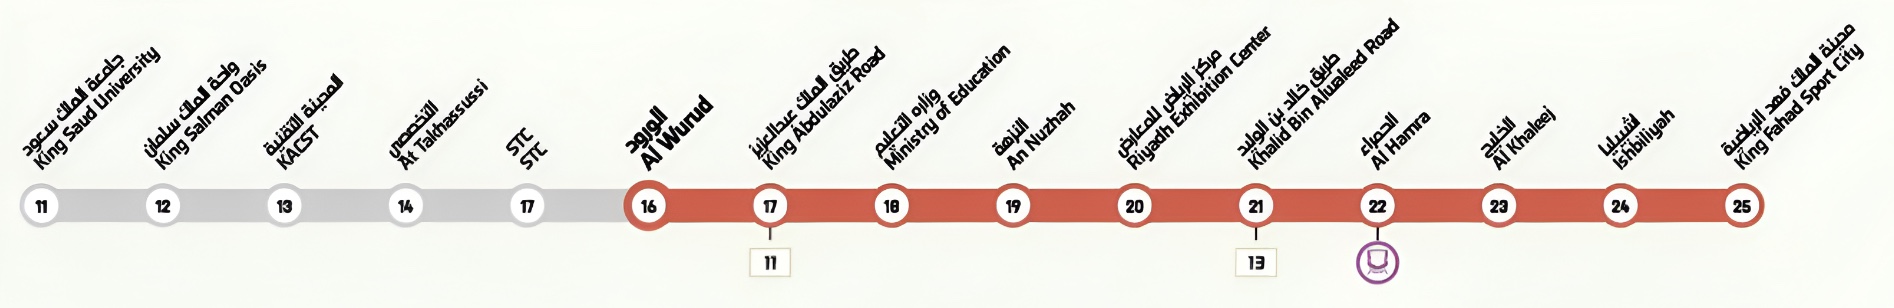 جامعة الملك سعود
King Saud University
واحة الملك سلمان
King Salman Oasis
المدينة التقنية
KACST
التخصصي
At Takhassussi
STC
STC
الورود
Al Wurud
طريق الملك عبدالعزيز
King Abdulaziz Road
وزارة التعليم
Ministry of Education
النزهة
An Nuzhah
مركز الرياض للمعارض
Riyadh Exhibition Center
طريق خالد بن الوليد
Khalid Bin Alwaleed Road
الحمراء
Al Hamra
الخليج
Al Khaleej
اشبيليا
Ishbiliyah
مدينة الملك فهد الرياضية
King Fahad Sport City
11 12 13 14 17 16 17 18 19 20 21 22 23 24 25
11 13